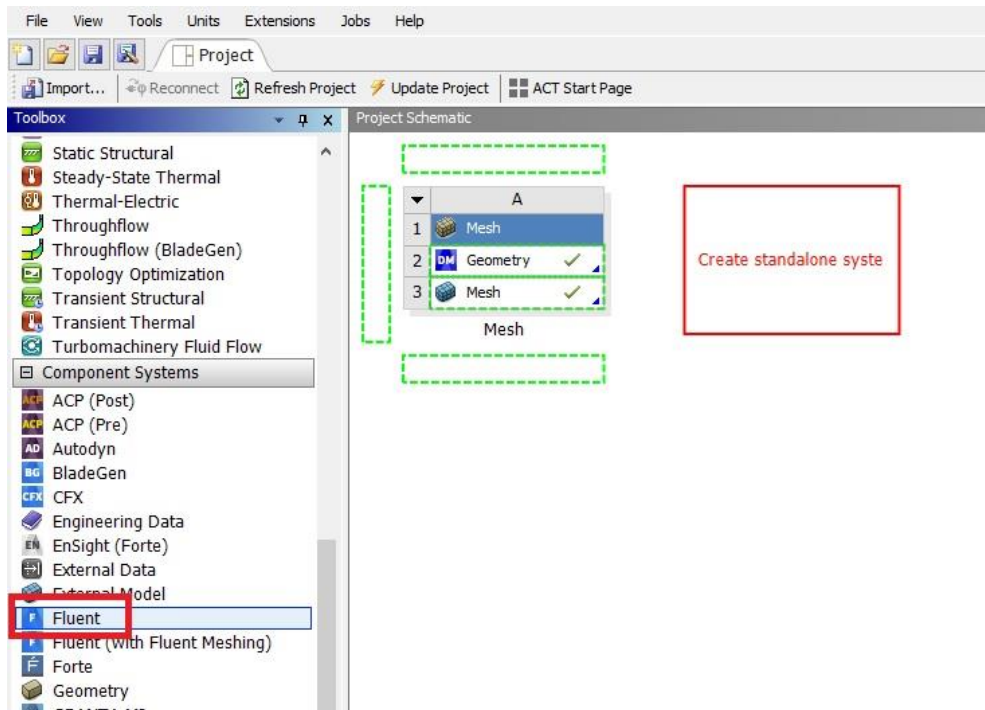 File View Tools Units Extensions Jobs Help
Project
Import... Reconnect Refresh Project Update Project ACT Start Page
Toolbox
Static Structural
Steady-State Thermal
Thermal-Electric
Throughflow
Throughflow (BladeGen)
Topology Optimization
Transient Structural
Transient Thermal
Turbomachinery Fluid Flow
Component Systems
ACP (Post)
ACP (Pre)
Autodyn
BladeGen
CFX
Engineering Data
EnSight (Forte)
External Data
External Model
Fluent
Fluent (with Fluent Meshing)
Forte
Geometry
Project Schematic
A
1 Mesh
2 DM Geometry
3 Mesh
Mesh
Create standalone syste